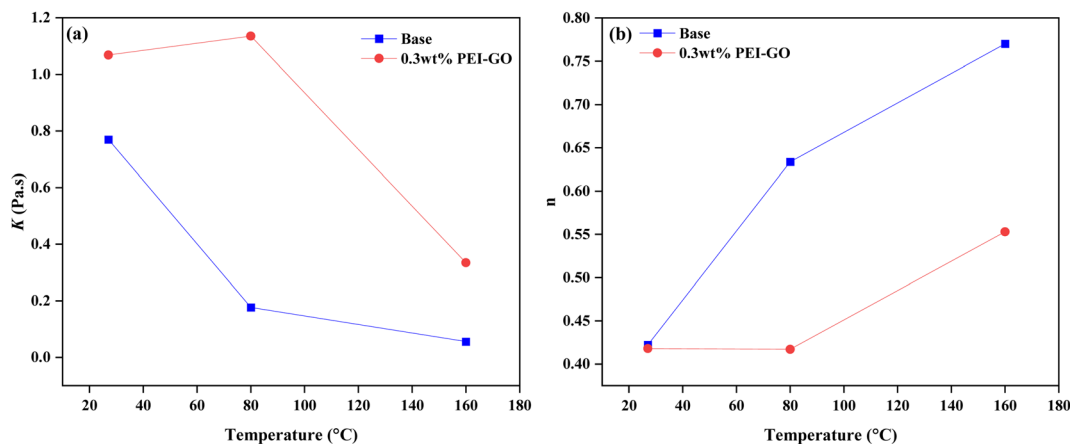 (a)
Base
0.3wt% PEI-GO
K (Pa.s)
1.2
1.0
0.8
0.6
0.4
0.2
0.0
20 40 60 80 100 120 140 160 180
Temperature (°C)
(b)
Base
0.3wt% PEI-GO
n
0.80
0.75
0.70
0.65
0.60
0.55
0.50
0.45
0.40
20 40 60 80 100 120 140 160 180
Temperature (°C)